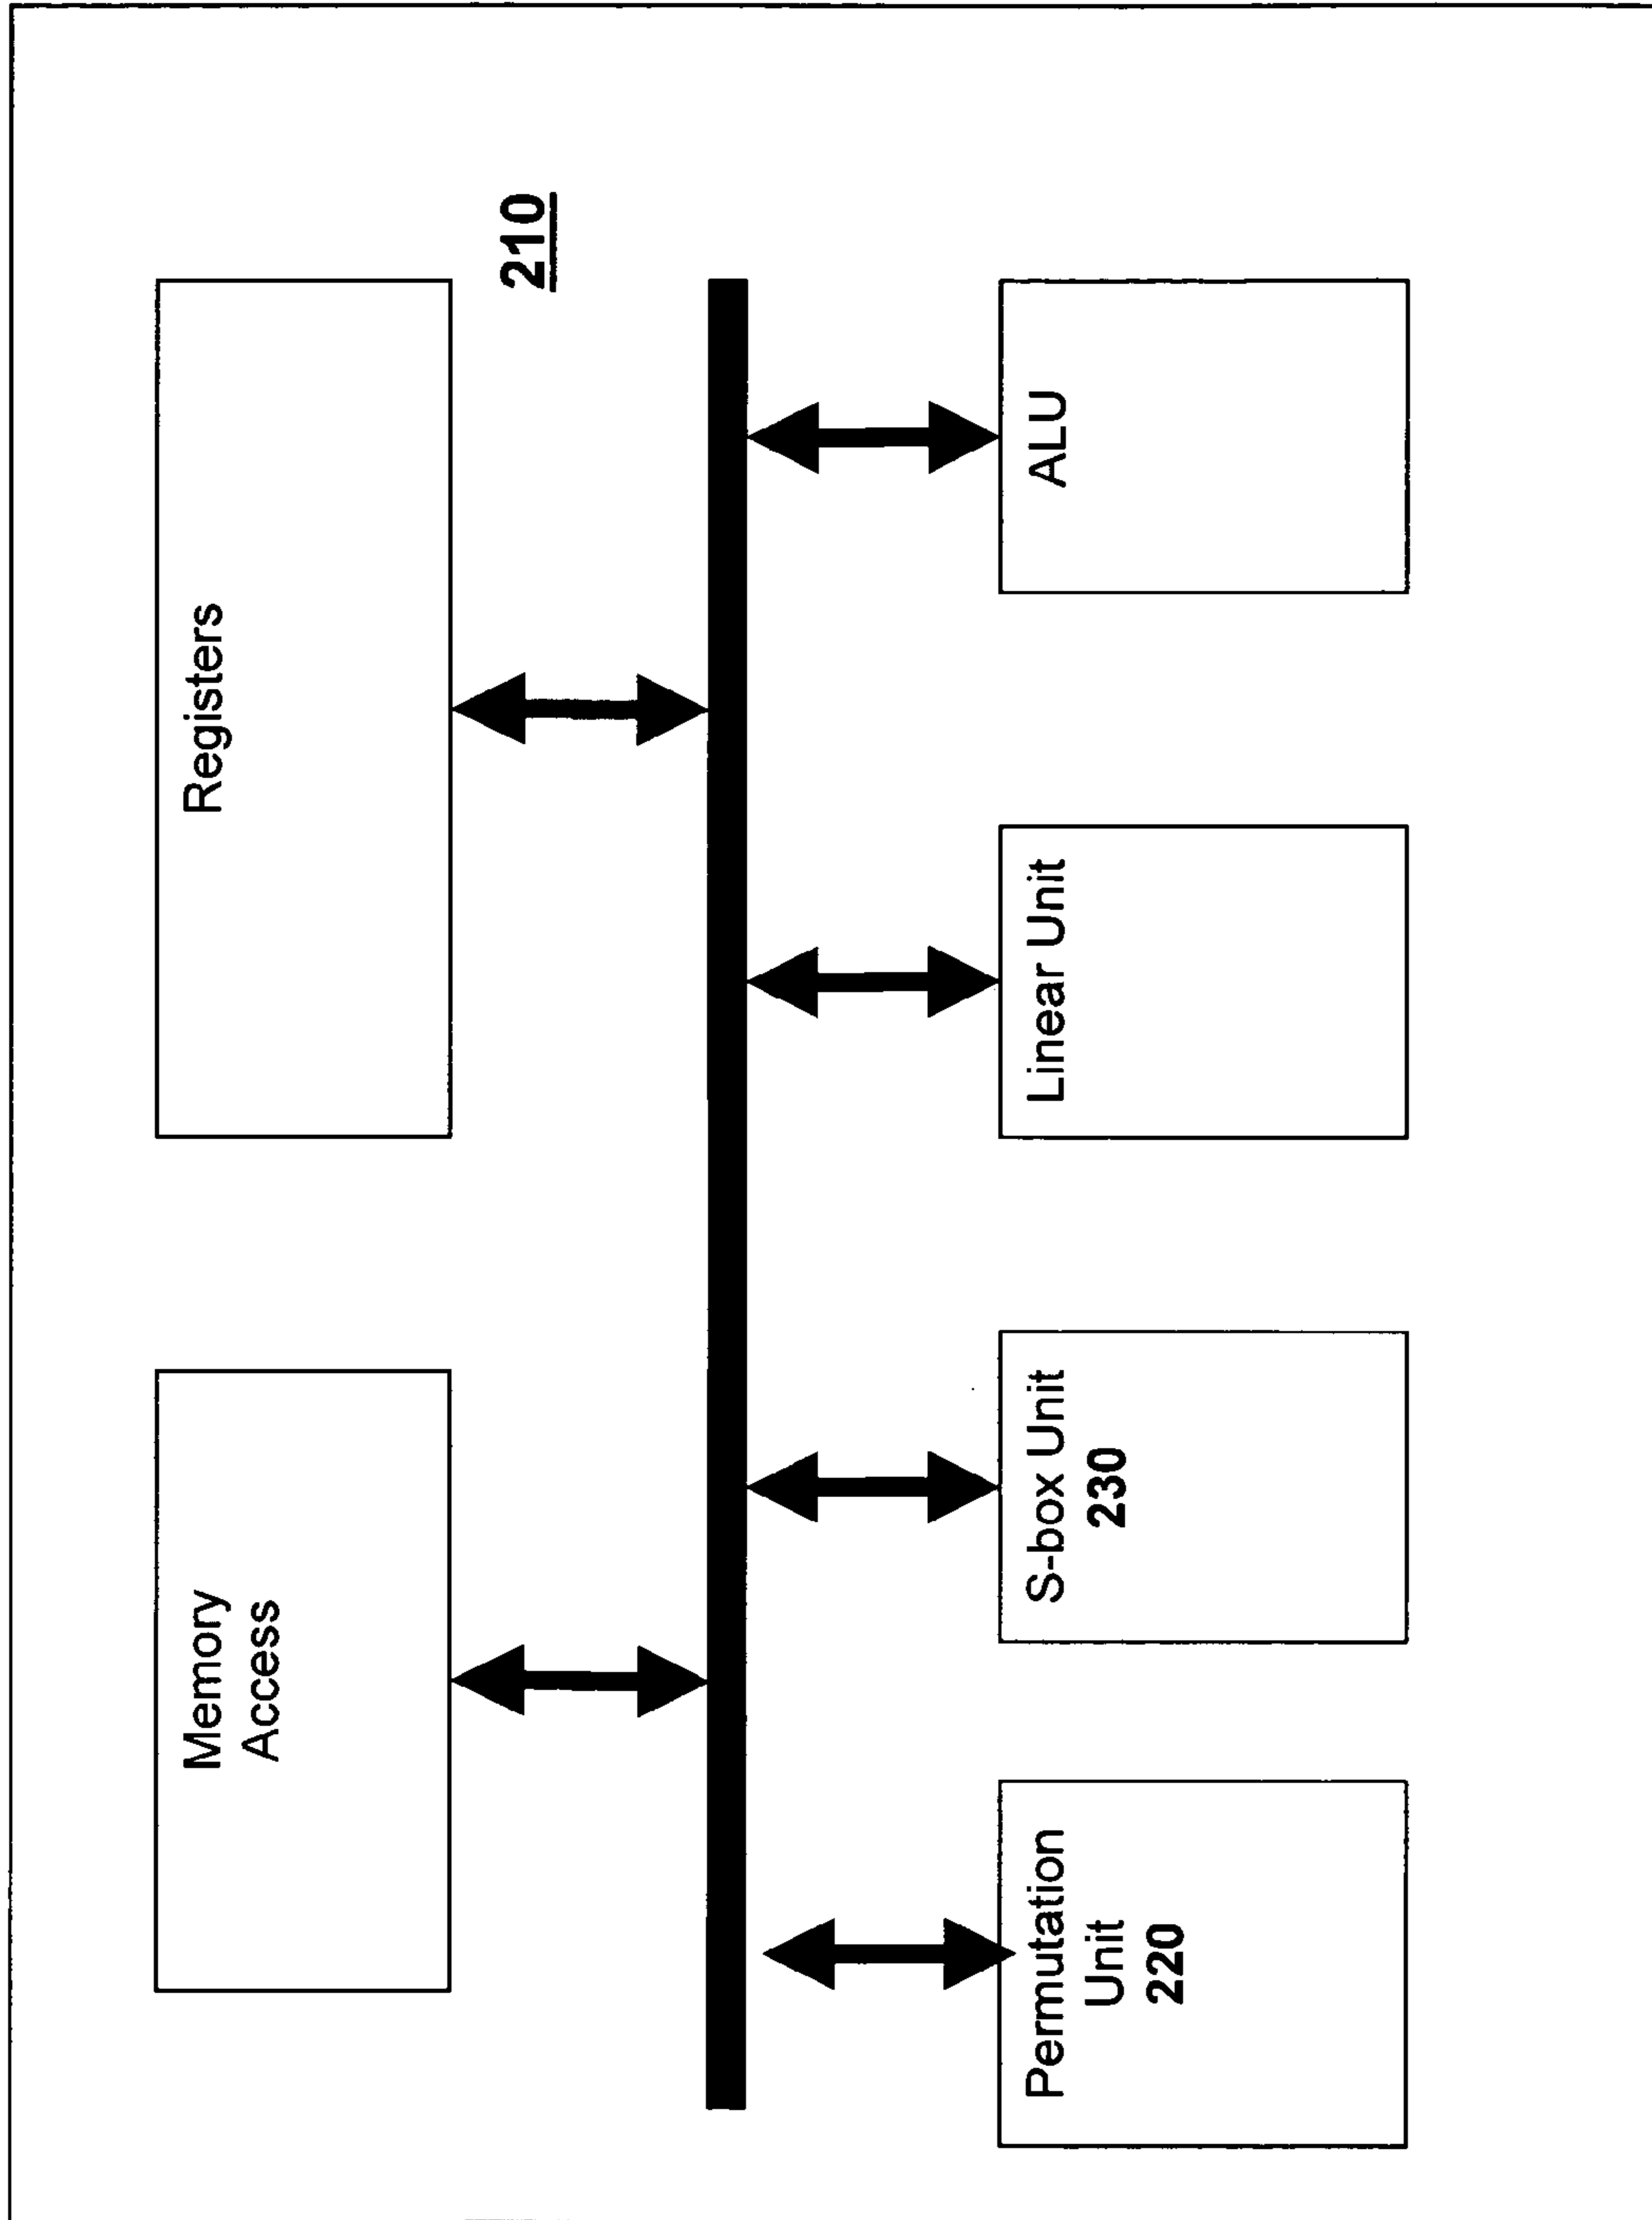 Memory
Access
Registers
210
Permutation
Unit
220
S-box Unit
230
Linear Unit
ALU